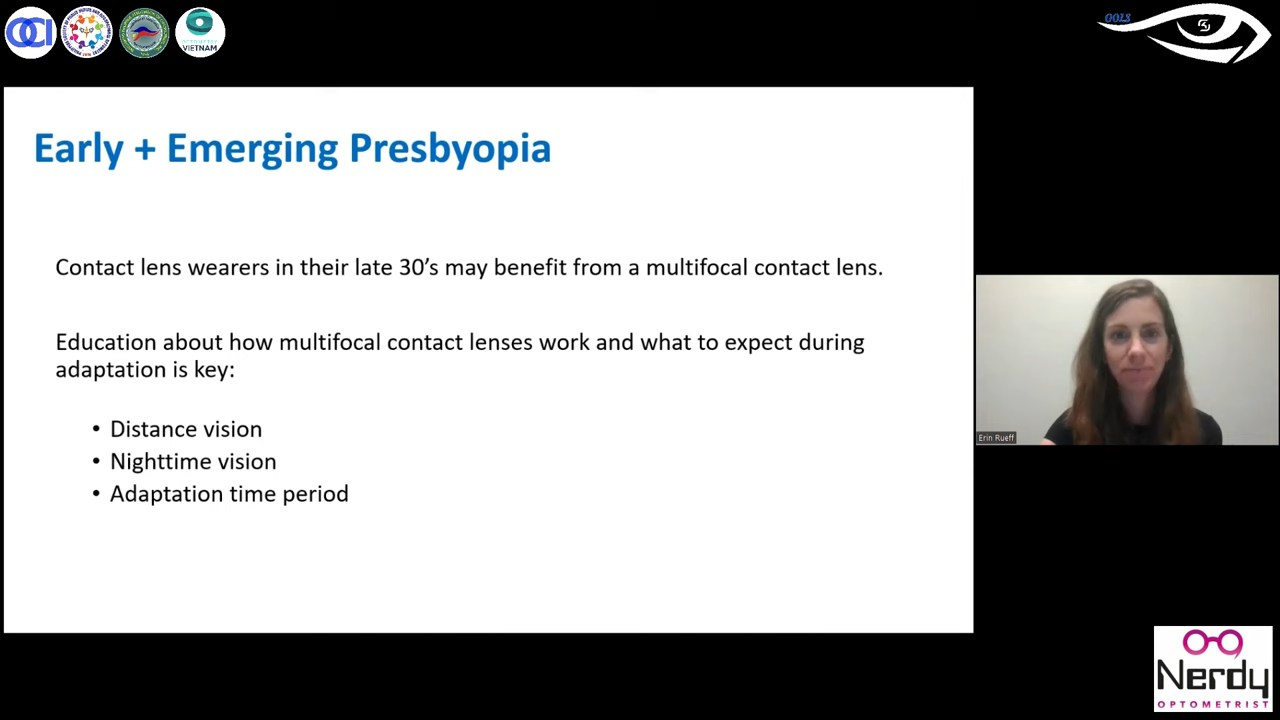 OCI
VIETNAM
OOLS
Early + Emerging Presbyopia
Contact lens wearers in their late 30's may benefit from a multifocal contact lens.
Education about how multifocal contact lenses work and what to expect during
adaptation is key:
• Distance vision
• Nighttime vision
• Adaptation time period
Erin Rueff
Nerdy
OPTOMETRIST